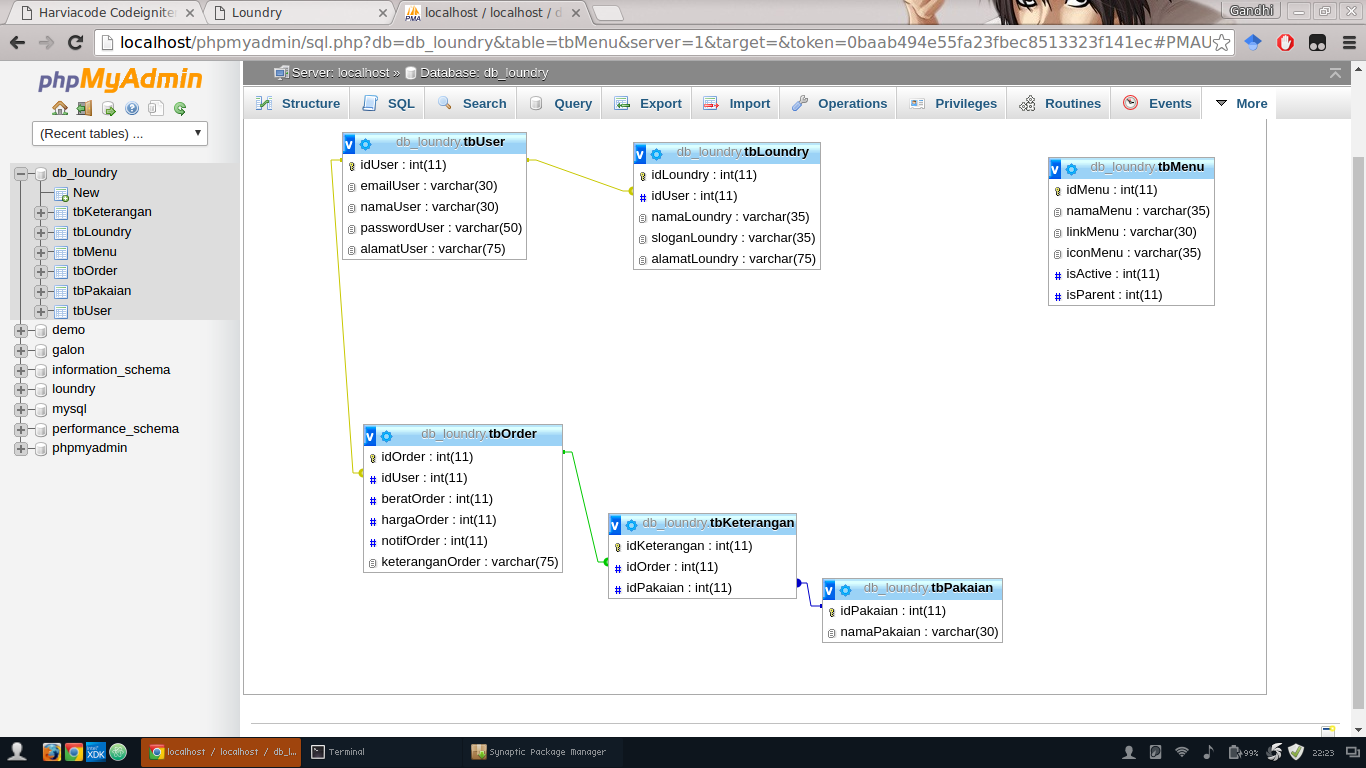 Harviacode Codeignite
Loundry
localhost / localhost / d
Gandhi
localhost/phpmyadmin/sql.php?db=db_loundry&table=tbMenu&server=1&target=&token=0baab494e55fa23fbec8513323f141ec#PMAU
phpMyAdmin
(Recent tables) ...
db_loundry
New
tbKeterangan
tbLoundry
tbMenu
tbOrder
tbPakaian
tbUser
demo
galon
information_schema
loundry
mysql
performance_schema
phpmyadmin
Server: localhost » Database: db_loundry
Structure SQL Search Query Export Import Operations Privileges Routines Events More
v db_loundry.tbUser
idUser : int(11)
emailUser : varchar(30)
namaUser : varchar(30)
passwordUser : varchar(50)
alamatUser : varchar(75)
v db_loundry.tbLoundry
idLoundry : int(11)
# idUser : int(11)
namaLoundry : varchar(35)
sloganLoundry : varchar(35)
alamatLoundry : varchar(75)
v db_loundry.tbMenu
idMenu : int(11)
namaMenu : varchar(35)
linkMenu : varchar(30)
iconMenu : varchar(35)
# isActive : int(11)
# isParent : int(11)
v db_loundry.tbOrder
idOrder : int(11)
# idUser : int(11)
# beratOrder : int(11)
# hargaOrder : int(11)
# notifOrder : int(11)
keteranganOrder : varchar(75)
v db_loundry.tbKeterangan
idKeterangan : int(11)
# idOrder : int(11)
# idPakaian : int(11)
v db_loundry.tbPakaian
idPakaian : int(11)
namaPakaian : varchar(30)
XDK
localhost / localhost / db_l...
Terminal
Synaptic Package Manager
99%
22:23